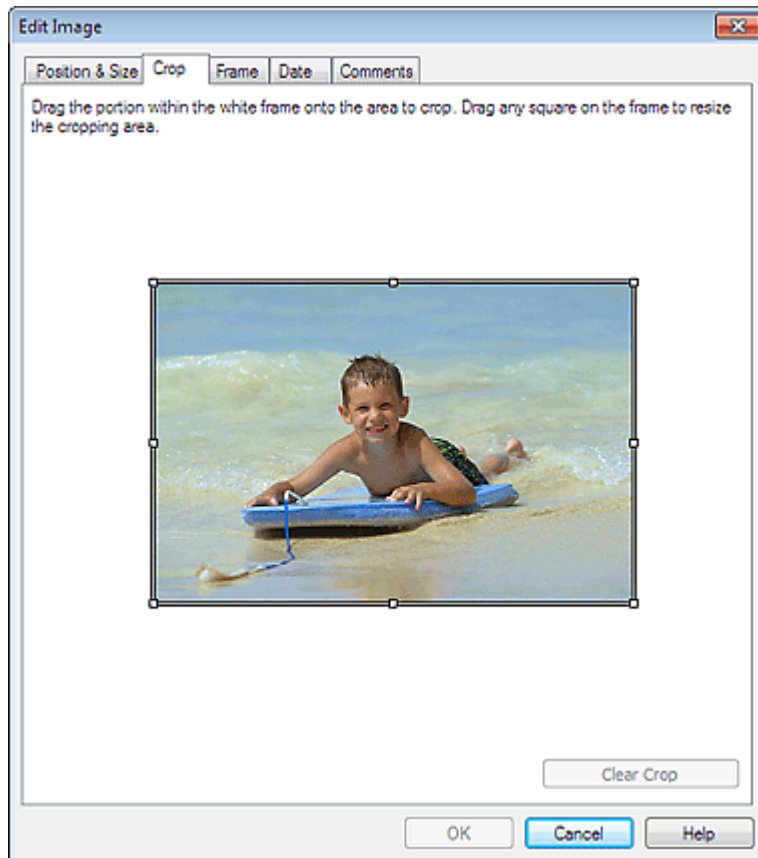 Edit Image
Position & Size Crop Frame Date Comments
Drag the portion within the white frame onto the area to crop. Drag any square on the frame to resize
the cropping area.
Clear Crop
OK Cancel Help